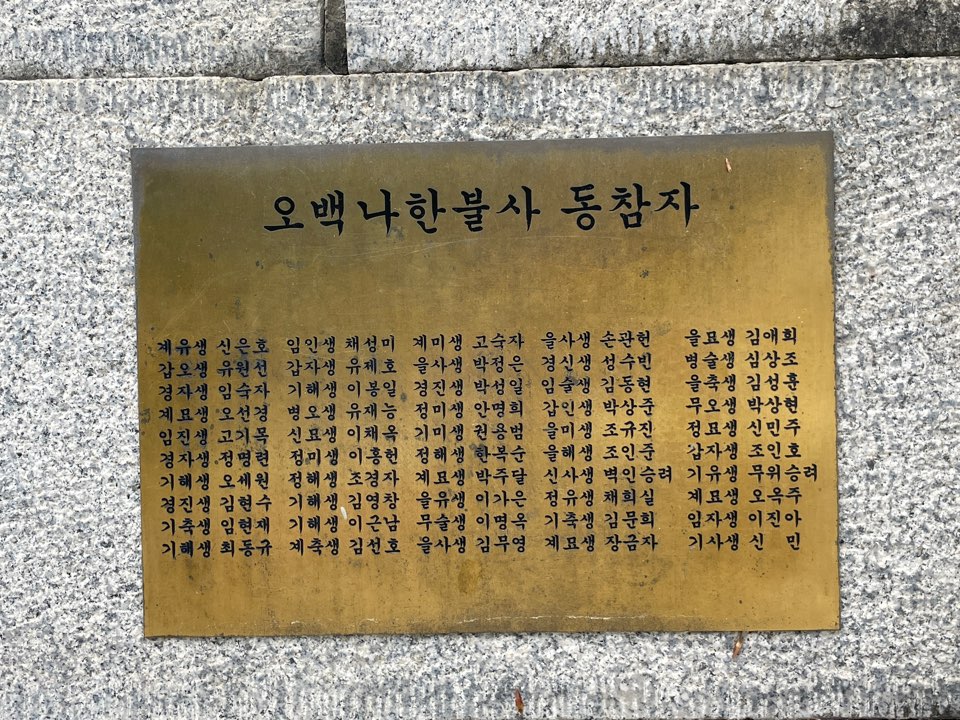 오백나한불사 동참자
계유생 신은호 임인생 채성미 계미생 고숙자 을사생 손관헌 을묘생 김애희
갑오생 유원선 갑자생 유제호 을사생 박정은 경신생 성수빈 병술생 심상조
경자생 임숙자 기해생 이봉일 경진생 박성일 임술생 김동현 을축생 김성훈
계묘생 오선경 병오생 유재능 정미생 안명희 갑인생 박상준 무오생 박상현
임진생 고기목 신묘생 이채옥 기미생 권용범 을미생 조규진 정묘생 신민주
경자생 정명련 정미생 이홍헌 정해생 한복순 을해생 조인준 갑자생 조인호
기해생 오세원 정해생 조경자 계묘생 박주달 신사생 벽인승려 기유생 무위승려
경진생 김현수 기해생 김영창 을유생 이가은 정유생 채희실 계묘생 오옥주
기축생 임현재 기해생 이근남 무술생 이명옥 기축생 김문희 임자생 이진아
기해생 최동규 계축생 김선호 을사생 김무영 계묘생 장금자 기사생 신 민